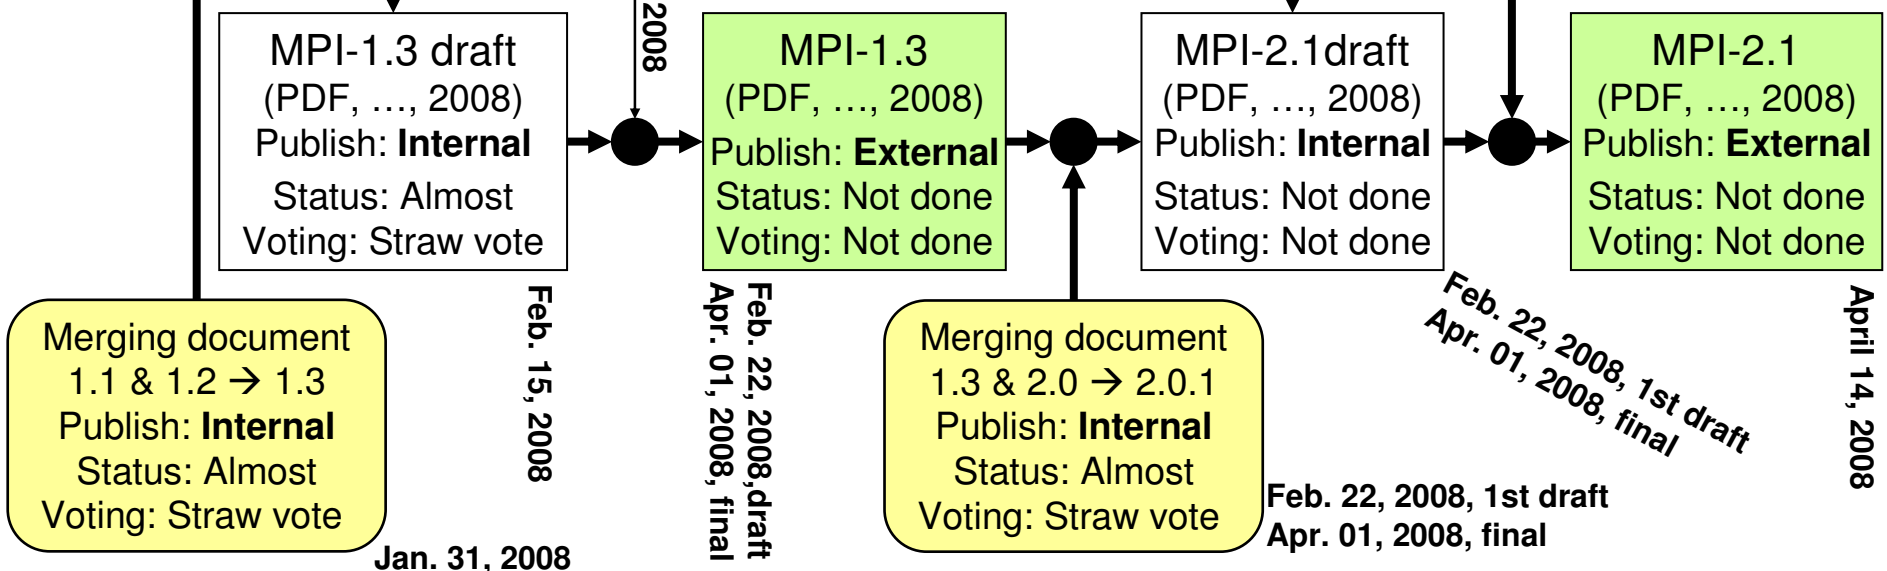 2008
MPI-1.3 draft
(PDF, …, 2008)
Publish: Internal
Status: Almost
Voting: Straw vote
MPI-1.3
(PDF, …, 2008)
Publish: External
Status: Not done
Voting: Not done
MPI-2.1draft
(PDF, …, 2008)
Publish: Internal
Status: Not done
Voting: Not done
MPI-2.1
(PDF, …, 2008)
Publish: External
Status: Not done
Voting: Not done
Merging document
1.1 & 1.2 → 1.3
Publish: Internal
Status: Almost
Voting: Straw vote
Jan. 31, 2008
Feb. 15, 2008
Feb. 22, 2008,draft
Apr. 01, 2008, final
Merging document
1.3 & 2.0 → 2.0.1
Publish: Internal
Status: Almost
Voting: Straw vote
Feb. 22, 2008, 1st draft
Apr. 01, 2008, final
Feb. 22, 2008, 1st draft
Apr. 01, 2008, final
April 14, 2008